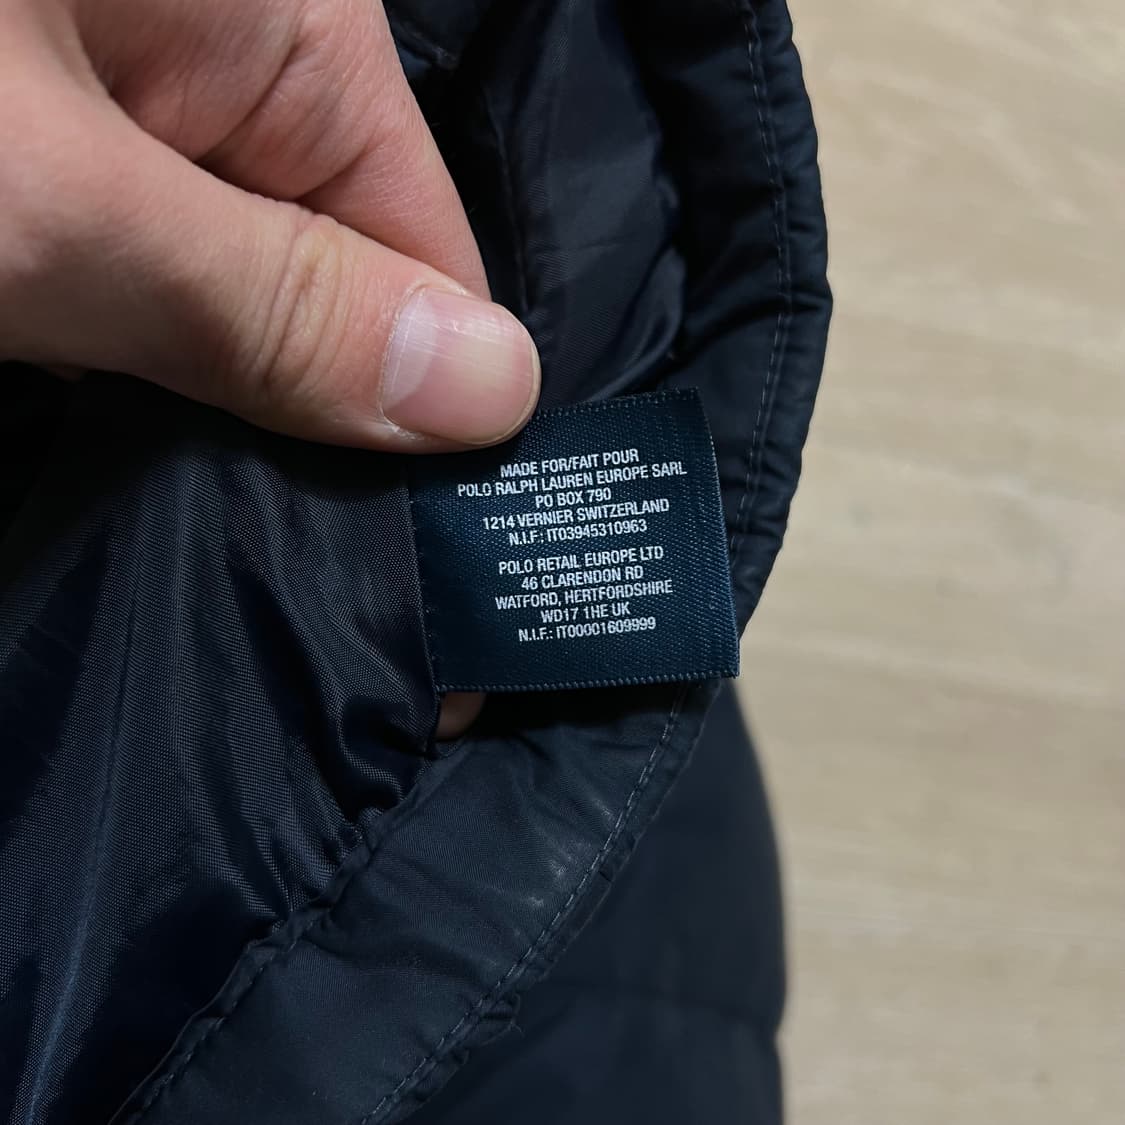 MADE FOR/FAIT POUR
POLO RALPH LAUREN EUROPE SARL
PO BOX 790
1214 VERNIER SWITZERLAND
N.I.F: IT03945310963
POLO RETAIL EUROPE LTD
46 CLARENDON RD
WATFORD, HERTFORDSHIRE
WD17 1HE UK
N.I.F.: IT00001609999